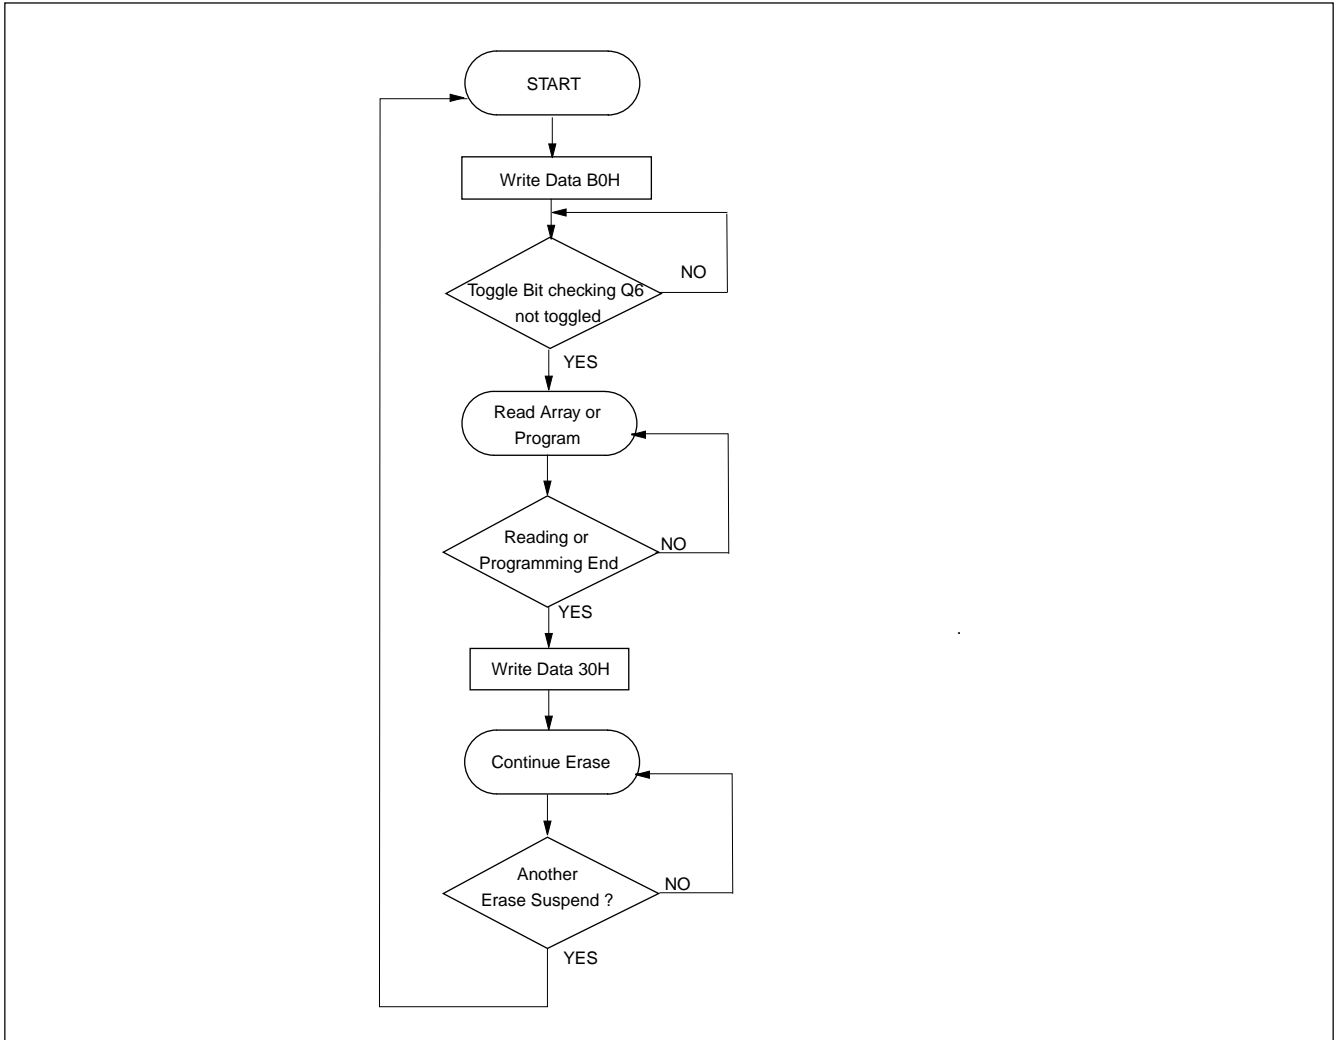 START
Write Data B0H
NO
Toggle Bit checking Q6
not toggled
YES
Read Array or
Program
Reading or
NO
Programming End
YES
Write Data 30H
Continue Erase
Another
NO
Erase Suspend ?
YES